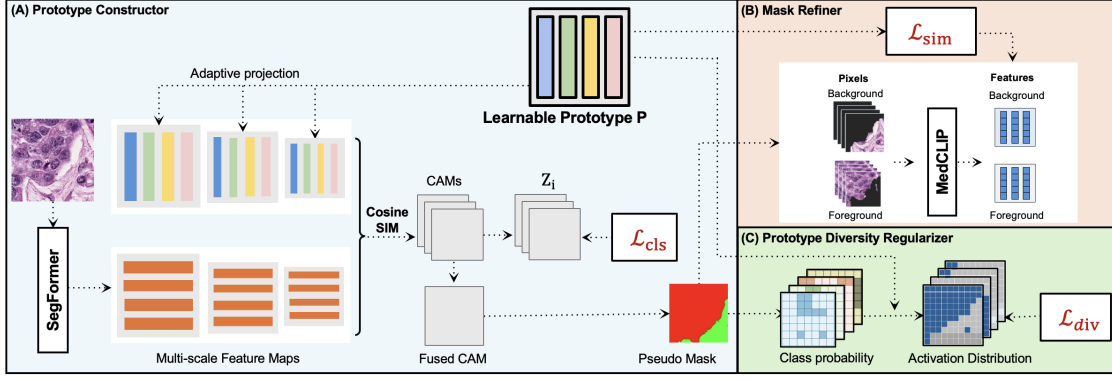 (A) Prototype Constructor
Adaptive projection
Learnable Prototype P
SegFormer
Multi-scale Feature Maps
Cosine
SIM
CAMs
Zi
ℒcls
Fused CAM
Pseudo Mask
(B) Mask Refiner
ℒsim
Pixels
Background
Foreground
MedCLIP
Features
Background
Foreground
(C) Prototype Diversity Regularizer
Class probability
Activation Distribution
ℒdiv